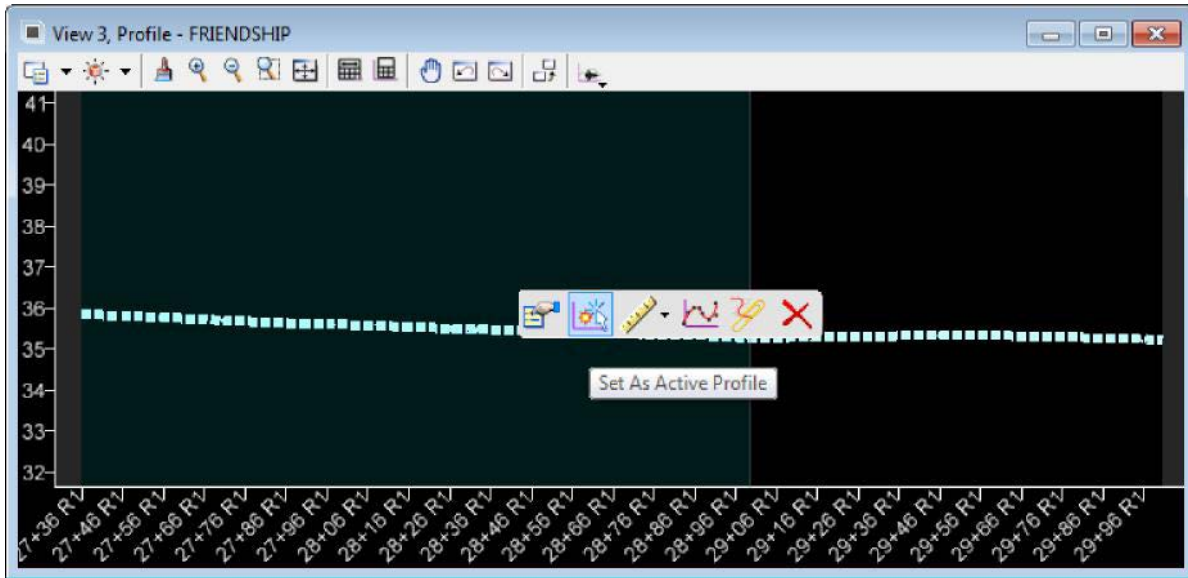 View 3, Profile - FRIENDSHIP
41
40
39
38
37
36
35
34
33
32
Set As Active Profile
27+36 R1
27+46 R1
27+56 R1
27+66 R1
27+76 R1
27+86 R1
27+96 R1
28+06 R1
28+16 R1
28+26 R1
28+36 R1
28+46 R1
28+56 R1
28+66 R1
28+76 R1
28+86 R1
28+96 R1
29+06 R1
29+16 R1
29+26 R1
29+36 R1
29+46 R1
29+56 R1
29+66 R1
29+76 R1
29+86 R1
29+96 R1